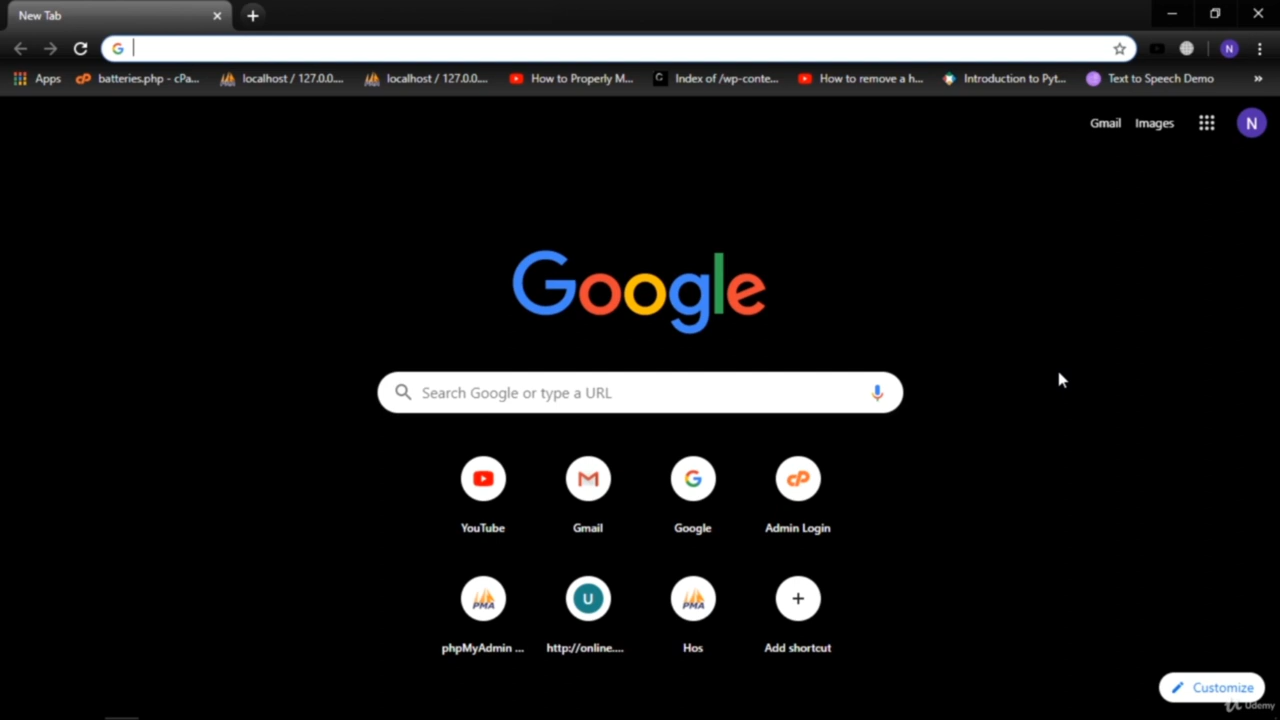 New Tab
Apps batteries.php - cPa... localhost / 127.0.0.... localhost / 127.0.0.... How to Properly M... Index of /wp-conte... How to remove a h... Introduction to Pyt... Text to Speech Demo »
Gmail Images N
Google
Search Google or type a URL
YouTube Gmail Google Admin Login
phpMyAdmin ... http://online.... Hos Add shortcut
Customize
Udemy